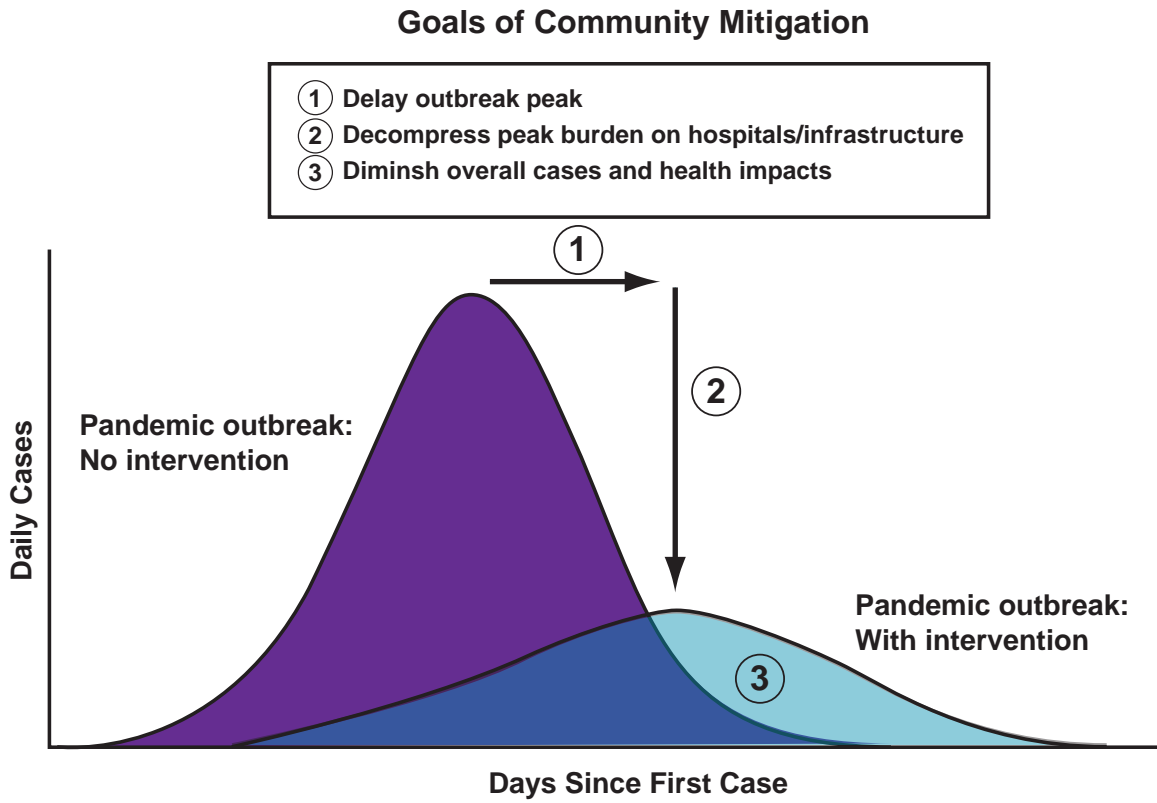 Goals of Community Mitigation
1 Delay outbreak peak
2 Decompress peak burden on hospitals/infrastructure
3 Diminsh overall cases and health impacts
1
2
Pandemic outbreak:
No intervention
Daily Cases
Pandemic outbreak:
With intervention
3
Days Since First Case